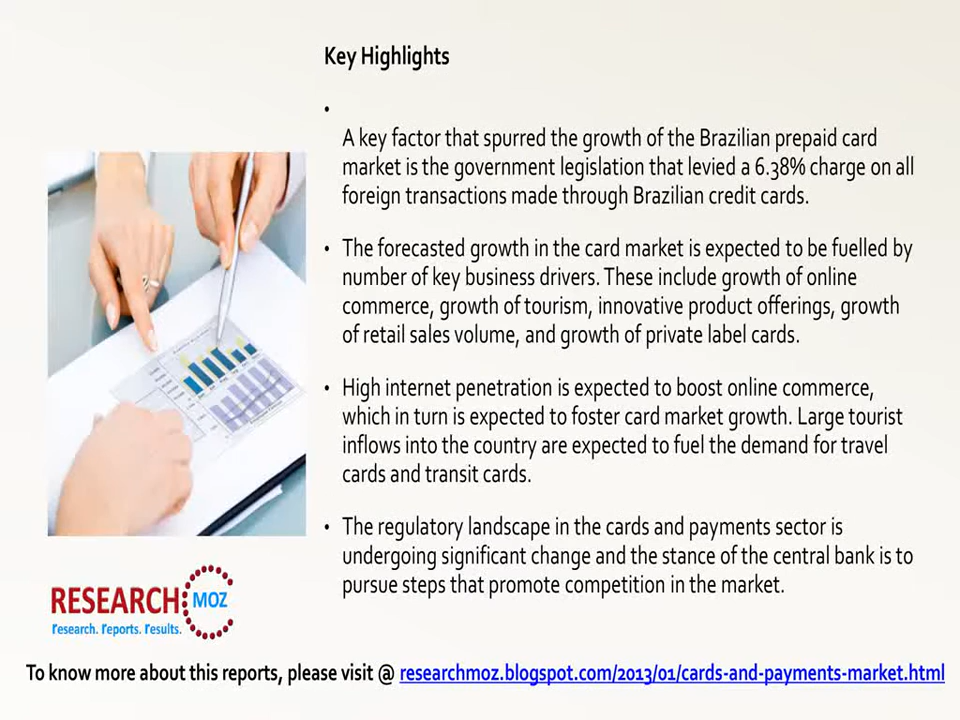 Key Highlights
•
A key factor that spurred the growth of the Brazilian prepaid card
market is the government legislation that levied a 6.38% charge on all
foreign transactions made through Brazilian credit cards.
• The forecasted growth in the card market is expected to be fuelled by
number of key business drivers. These include growth of online
commerce, growth of tourism, innovative product offerings, growth
of retail sales volume, and growth of private label cards.
• High internet penetration is expected to boost online commerce,
which in turn is expected to foster card market growth. Large tourist
inflows into the country are expected to fuel the demand for travel
cards and transit cards.
• The regulatory landscape in the cards and payments sector is
undergoing significant change and the stance of the central bank is to
pursue steps that promote competition in the market.
RESEARCH MOZ
research. reports. results.
To know more about this reports, please visit @ researchmoz.blogspot.com/2013/01/cards-and-payments-market.html